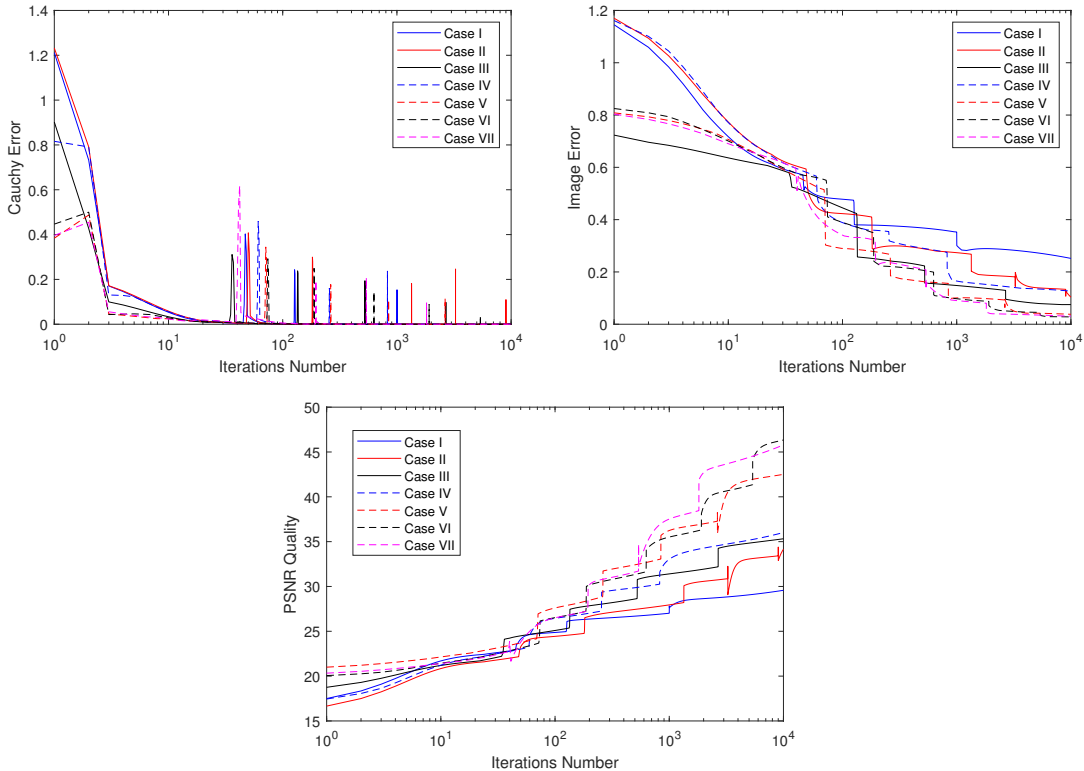 1.4
1.2
1
0.8
0.6
0.4
0.2
0
Cauchy Error
10^0 10^1 10^2 10^3 10^4
Iterations Number
Case I
Case II
Case III
Case IV
Case V
Case VI
Case VII
1.2
1
0.8
0.6
0.4
0.2
0
Image Error
10^0 10^1 10^2 10^3 10^4
Iterations Number
Case I
Case II
Case III
Case IV
Case V
Case VI
Case VII
50
45
40
35
30
25
20
15
PSNR Quality
10^0 10^1 10^2 10^3 10^4
Iterations Number
Case I
Case II
Case III
Case IV
Case V
Case VI
Case VII